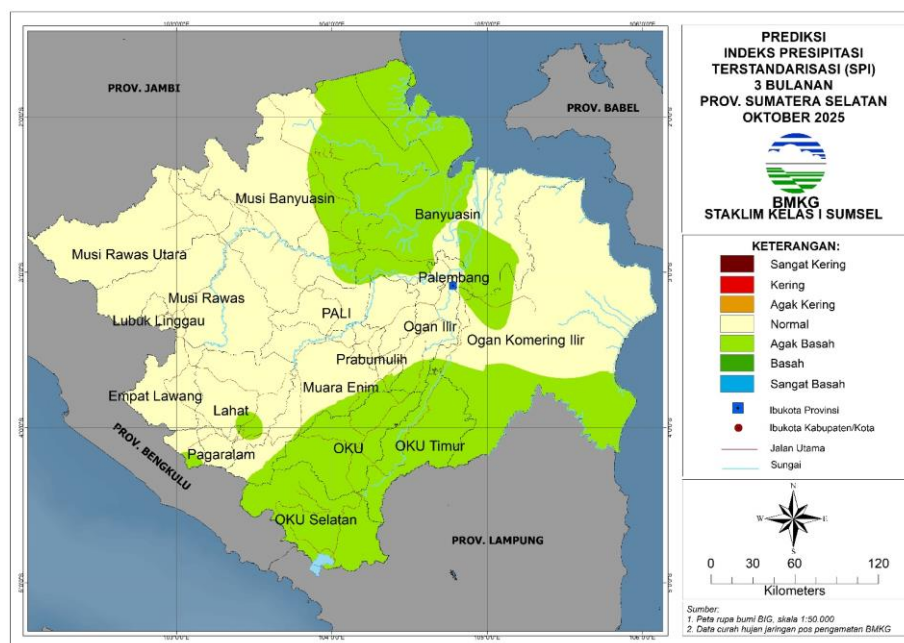 PREDIKSI
INDEKS PRESIPITASI
TERSTANDARISASI (SPI)
3 BULANAN
PROV. SUMATERA SELATAN
OKTOBER 2025
BMKG
STAKLIM KELAS I SUMSEL
KETERANGAN:
Sangat Kering
Kering
Agak Kering
Normal
Agak Basah
Basah
Sangat Basah
Ibukota Provinsi
Ibukota Kabupaten/Kota
Jalan Utama
Sungai
N
W E
S
0 30 60 120
Kilometers
Sumber:
1. Peta rupa bumi BIG, skala 1:50.000
2. Data curah hujan jaringan pos pengamatan BMKG
PROV. JAMBI
PROV. BABEL
Musi Banyuasin
Banyuasin
Musi Rawas Utara
Palembang
Musi Rawas
PALI
Lubuk Linggau
Ogan Ilir
Ogan Komering Ilir
Prabumulih
Muara Enim
Empat Lawang
Lahat
OKU
OKU Timur
Pagaralam
PROV. BENGKULU
OKU Selatan
PROV. LAMPUNG